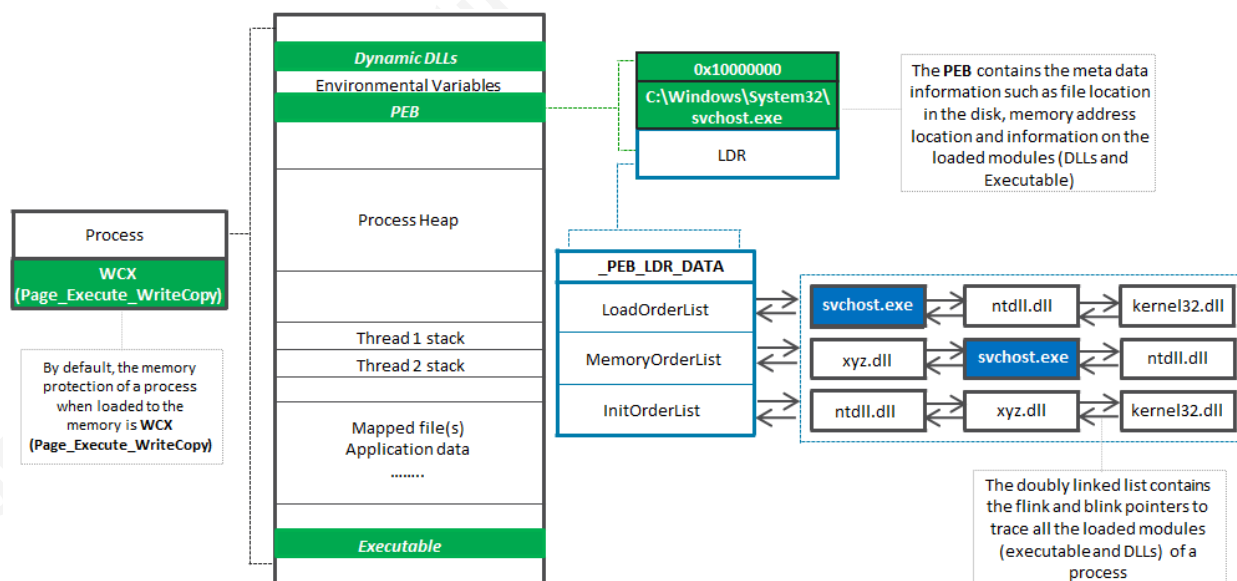 Dynamic DLLs
Environmental Variables
PEB
Process Heap
Thread 1 stack
Thread 2 stack
Mapped file(s)
Application data
........
Executable
Process
WCX
(Page_Execute_WriteCopy)
By default, the memory
protection of a process
when loaded to the
memory is WCX
(Page_Execute_WriteCopy)
0x10000000
C:\Windows\System32\
svchost.exe
LDR
The PEB contains the meta data
information such as file location
in the disk, memory address
location and information on the
loaded modules (DLLs and
Executable)
_PEB_LDR_DATA
LoadOrderList
svchost.exe
ntdll.dll
kernel32.dll
MemoryOrderList
xyz.dll
svchost.exe
ntdll.dll
InitOrderList
ntdll.dll
xyz.dll
kernel32.dll
The doubly linked list contains
the flink and blink pointers to
trace all the loaded modules
(executable and DLLs) of a
process